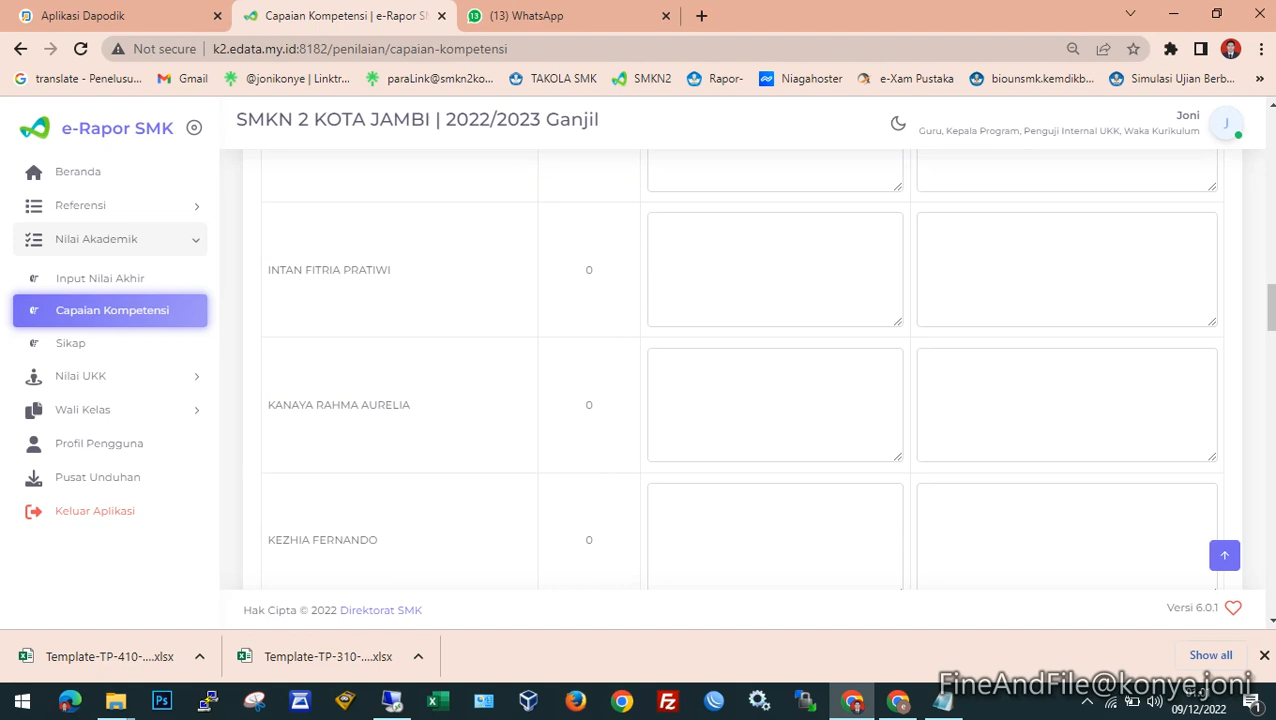 Aplikasi Dapodik
Capaian Kompetensi | e-Rapor SM
(13) WhatsApp
Not secure | k2.edata.my.id:8182/penilaian/capaian-kompetensi
translate - Penelusu...
Gmail
@jonikonye | Linktr...
paraLink@smkn2ko...
TAKOLA SMK
SMKN2
Rapor-
Niagahoster
e-Xam Pustaka
biounsmk.kemdikb...
Simulasi Ujian Berb...
e-Rapor SMK
SMKN 2 KOTA JAMBI | 2022/2023 Ganjil
Joni
Guru, Kepala Program, Penguji Internal UKK, Waka Kurikulum
J
Beranda
Referensi
Nilai Akademik
Input Nilai Akhir
Capaian Kompetensi
Sikap
Nilai UKK
Wali Kelas
Profil Pengguna
Pusat Unduhan
Keluar Aplikasi
INTAN FITRIA PRATIWI 0
KANAYA RAHMA AURELIA 0
KEZHIA FERNANDO 0
Hak Cipta © 2022 Direktorat SMK
Versi 6.0.1
Template-TP-410-....xlsx
Template-TP-310-....xlsx
Show all
FineAndFile@konye.joni
09/12/2022